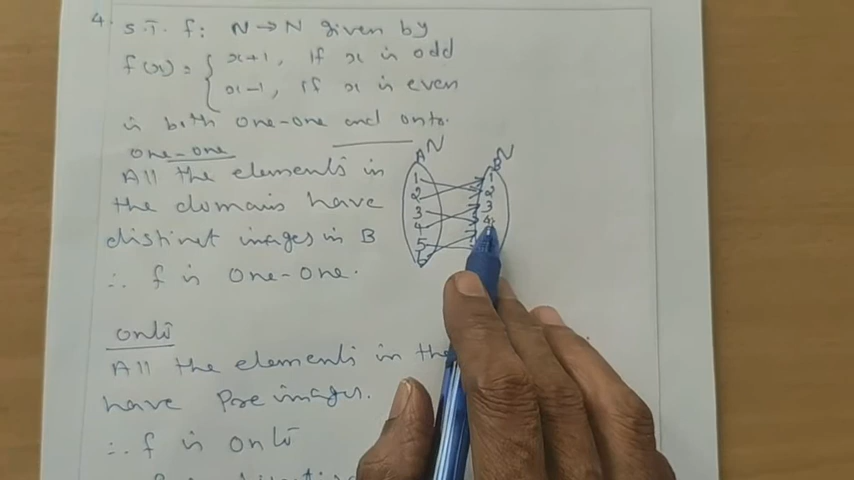 4. S.T. f: N→N given by
f(x) = { x+1, if x is odd
x-1, if x is even
is both one-one and onto.
one-one
All the elements in
the domain have
distinct images in B
∴ f is one-one.
A N
1
2
3
4
5
6
B N
1
2
3
4
onto
All the elements in the
have Pre images.
∴ f is onto